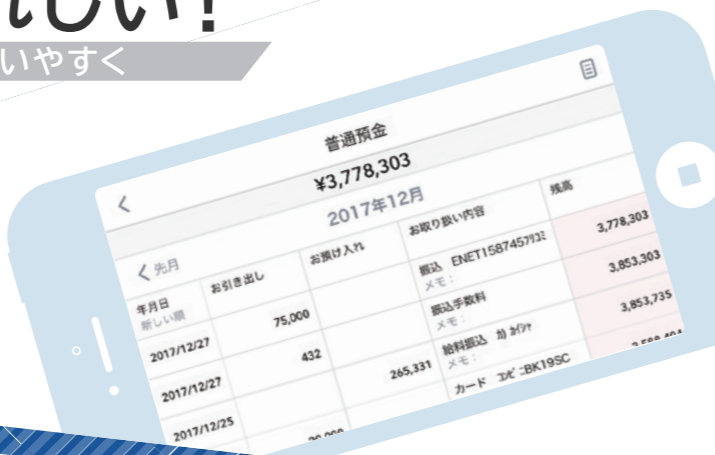 しい!
いやすく
普通預金
¥3,778,303
2017年12月
先月
年月日 新しい順 お引き出し お預け入れ お取り扱い内容 残高
2017/12/27 75,000 振込 ENET1587457 メモ: 3,778,303
2017/12/27 432 振込手数料 メモ: 3,853,303
2017/12/25 265,331 給料振込 メモ: 3,853,735
カード BK19SC